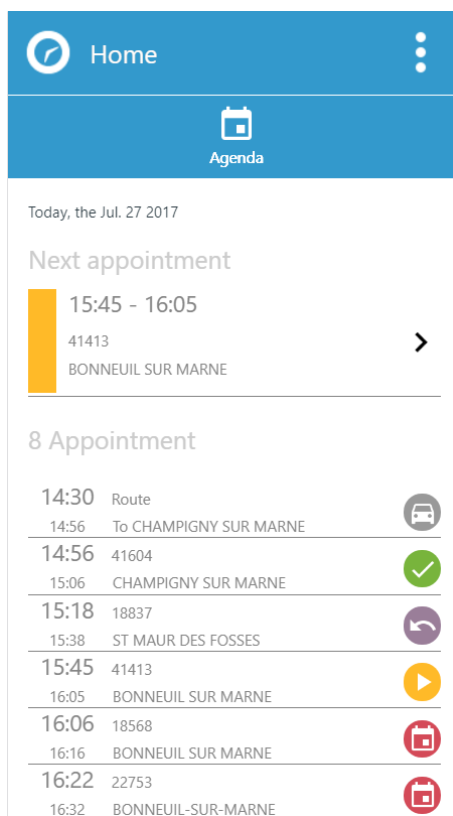 Home
Agenda
Today, the Jul. 27 2017
Next appointment
15:45 - 16:05
41413
BONNEUIL SUR MARNE
8 Appointment
14:30 Route
14:56 To CHAMPIGNY SUR MARNE
14:56 41604
15:06 CHAMPIGNY SUR MARNE
15:18 18837
15:38 ST MAUR DES FOSSES
15:45 41413
16:05 BONNEUIL SUR MARNE
16:06 18568
16:16 BONNEUIL SUR MARNE
16:22 22753
16:32 BONNEUIL-SUR-MARNE